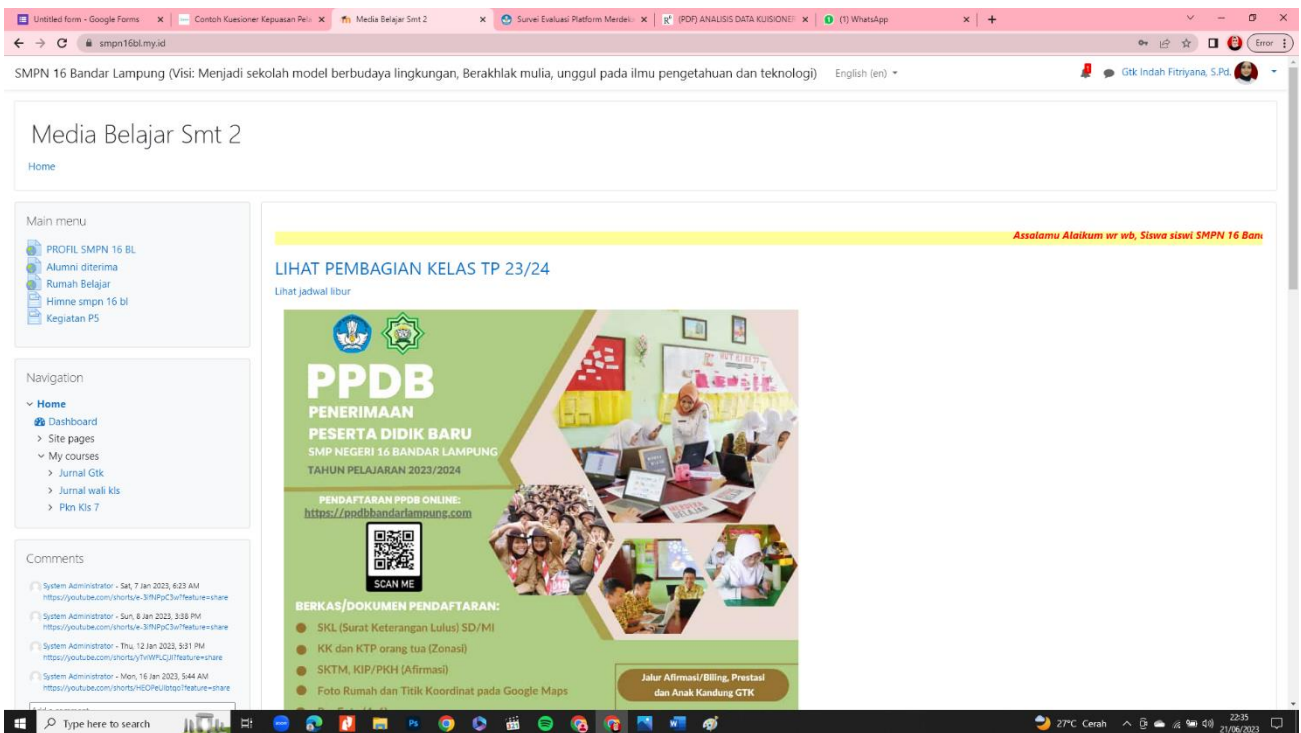 Untitled form - Google Forms
Contoh Kuesioner Kepuasan Pela
Media Belajar Smt 2
Survei Evaluasi Platform Merdek
(PDF) ANALISIS DATA KUISIONE
(1) WhatsApp
smpn16bl.my.id
Error
SMPN 16 Bandar Lampung (Visi: Menjadi sekolah model berbudaya lingkungan, Berakhlak mulia, unggul pada ilmu pengetahuan dan teknologi)
English (en)
Gtk Indah Fitriyana, S.Pd.
Media Belajar Smt 2
Home
Main menu
PROFIL SMPN 16 BL
Alumni diterima
Rumah Belajar
Himne smpn 16 bl
Kegiatan P5
Navigation
Home
Dashboard
Site pages
My courses
Jurnal Gtk
Jurnal wali kls
Pkn Kls 7
Comments
System Administrator - Sat, 7 Jan 2023, 6:23 AM
System Administrator - Sun, 8 Jan 2023, 3:38 PM
System Administrator - Thu, 12 Jan 2023, 5:31 PM
System Administrator - Mon, 16 Jan 2023, 5:44 AM
Assalamu Alaikum wr wb, Siswa siswi SMPN 16 Ban
LIHAT PEMBAGIAN KELAS TP 23/24
Lihat jadwal libur
PPDB
PENERIMAAN
PESERTA DIDIK BARU
SMP NEGERI 16 BANDAR LAMPUNG
TAHUN PELAJARAN 2023/2024
PENDAFTARAN PPDB ONLINE:
https://ppdbbandarlampung.com
SCAN ME
BERKAS/DOKUMEN PENDAFTARAN:
SKL (Surat Keterangan Lulus) SD/MI
KK dan KTP orang tua (Zonasi)
SKTM, KIP/PKH (Afirmasi)
Foto Rumah dan Titik Koordinat pada Google Maps
Jalur Afirmasi/Biling, Prestasi
dan Anak Kandung GTK
Type here to search
27°C Cerah
22:35
21/06/2023